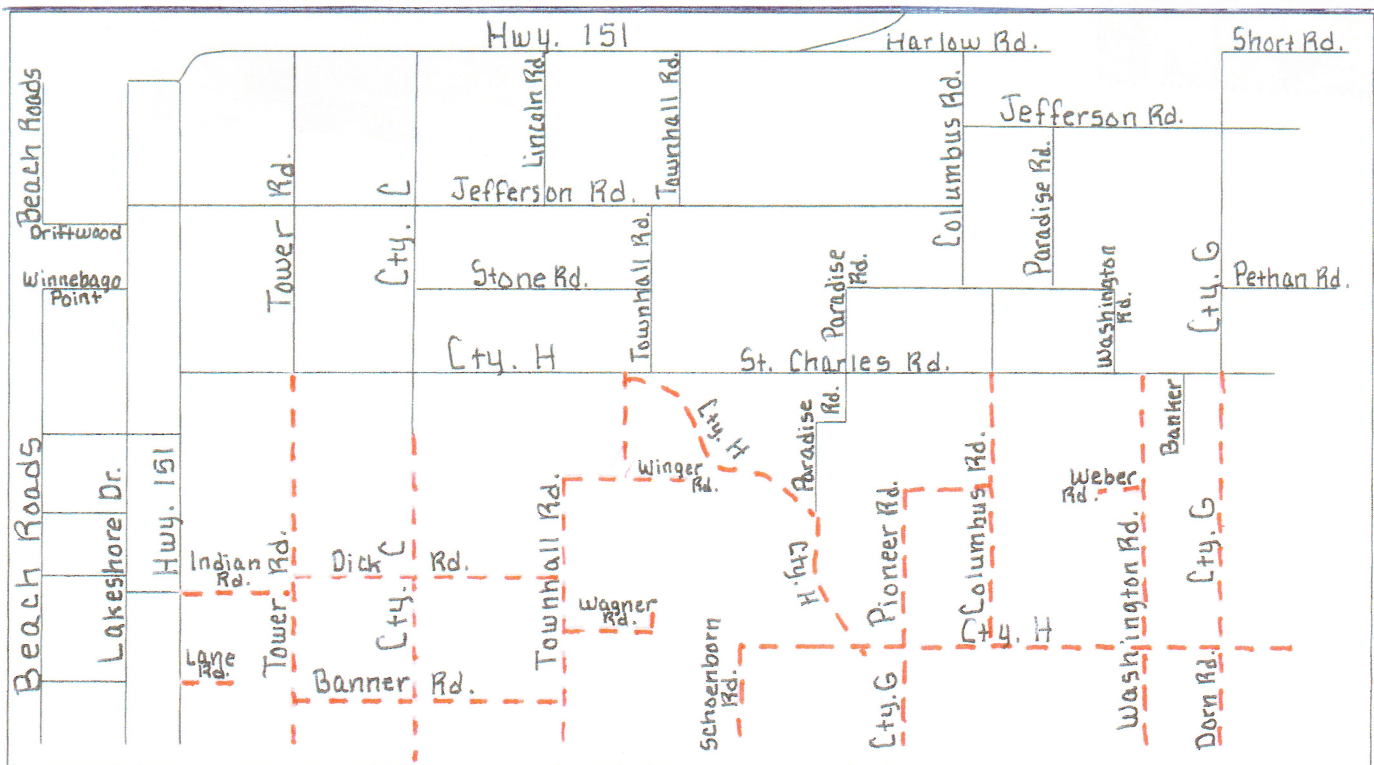 Hwy. 151
Harlow Rd.
Short Rd.
Beach Roads
Lincoln Rd.
Townhall Rd.
Columbus Rd.
Jefferson Rd.
Paradise Rd.
Tower Rd.
Cty. C
Jefferson Rd.
Driftwood
Winnebago
Point
Stone Rd.
Townhall Rd.
Paradise
Rd.
Washington
Rd.
Cty. G
Pethan Rd.
Cty. H
St. Charles Rd.
Beach Roads
Lakeshore Dr.
Hwy. 151
Cty. H
Paradise
Rd.
Banker
Winger
Rd.
Weber
Rd.
Indian
Rd.
Tower Rd.
Dick Rd.
Cty. C
Townhall Rd.
Wagner
Rd.
Cty. H
Pioneer Rd.
Columbus Rd.
Washington Rd.
Cty. G
Cty. H
Lane
Rd.
Banner Rd.
Schoenborn
Rd.
Cty. G
Dorn Rd.